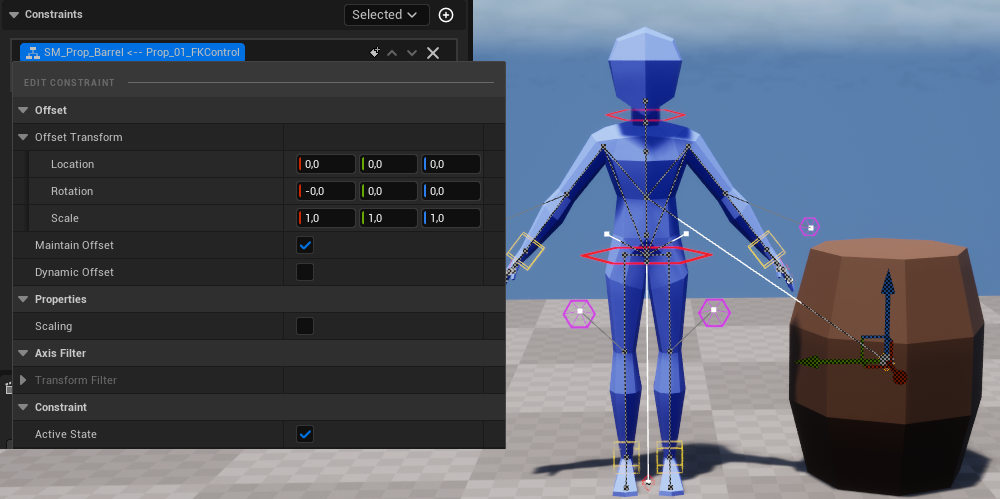 Constraints
Selected
SM_Prop_Barrel <-- Prop_01_FKControl
EDIT CONSTRAINT
Offset
Offset Transform
Location 0,0 0,0 0,0
Rotation -0,0 0,0 0,0
Scale 1,0 1,0 1,0
Maintain Offset
Dynamic Offset
Properties
Scaling
Axis Filter
Transform Filter
Constraint
Active State